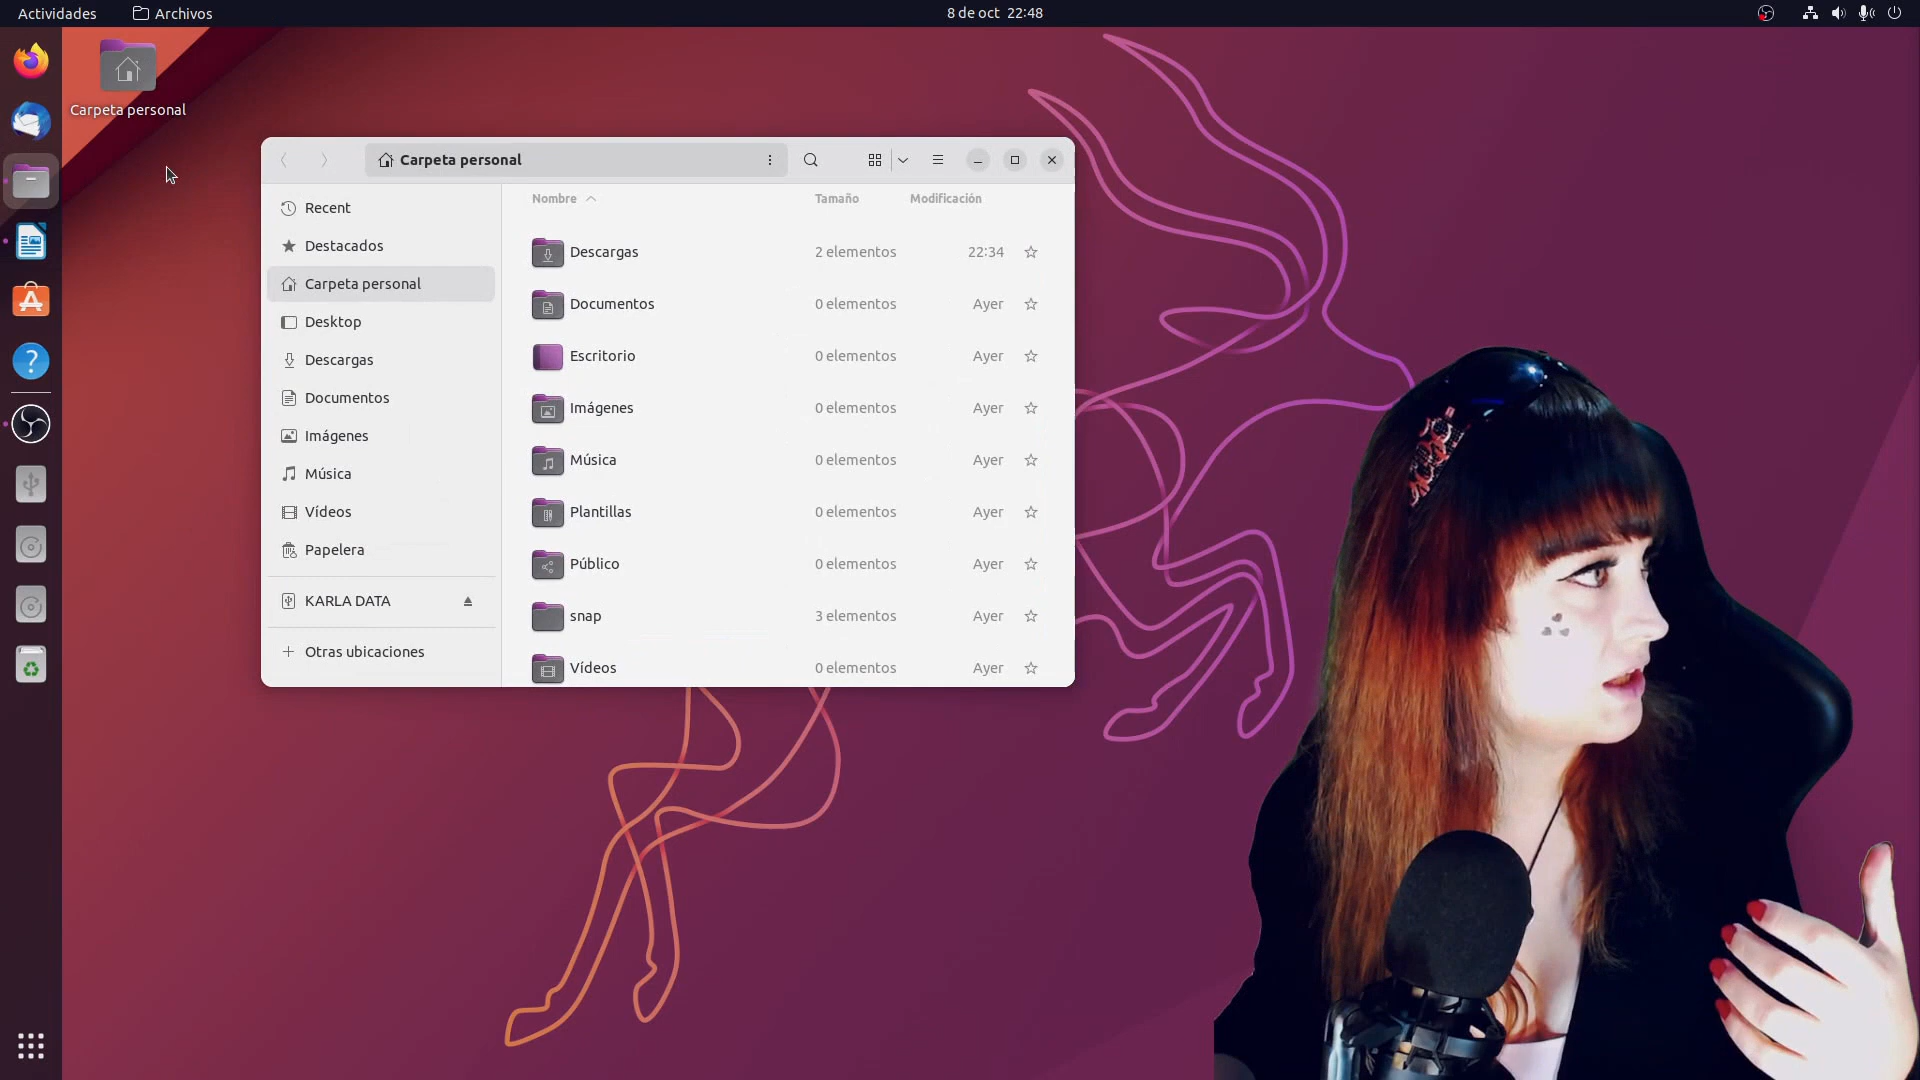 Actividades
Archivos
8 de oct 22:48
Carpeta personal
Carpeta personal
Nombre
Tamaño
Modificación
Recent
Destacados
Carpeta personal
Desktop
Descargas
Documentos
Imágenes
Música
Vídeos
Papelera
KARLA DATA
Otras ubicaciones
Descargas 2 elementos 22:34
Documentos 0 elementos Ayer
Escritorio 0 elementos Ayer
Imágenes 0 elementos Ayer
Música 0 elementos Ayer
Plantillas 0 elementos Ayer
Público 0 elementos Ayer
snap 3 elementos Ayer
Vídeos 0 elementos Ayer